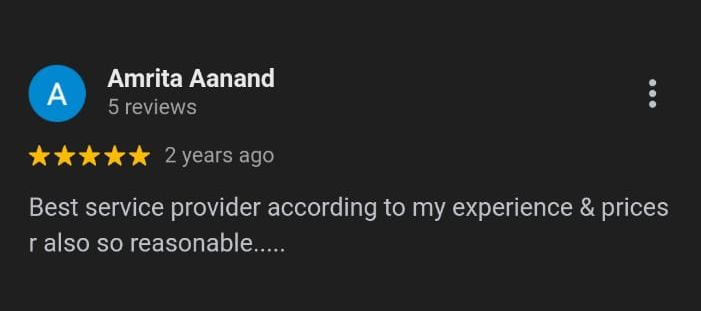 A
Amrita Aanand
5 reviews
2 years ago
Best service provider according to my experience & prices
r also so reasonable.....